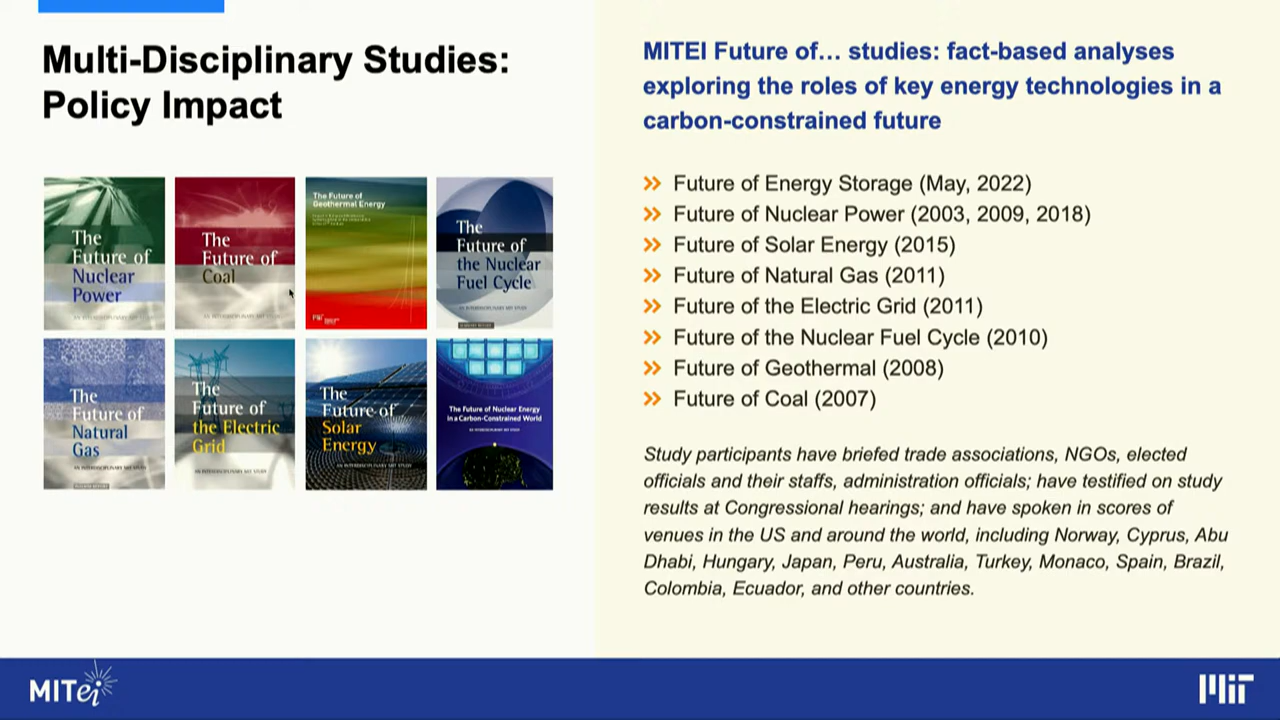 Multi-Disciplinary Studies:
Policy Impact
The
Future of
Nuclear
Power
AN INTERDISCIPLINARY MIT STUDY
The
Future of
Coal
AN INTERDISCIPLINARY MIT STUDY
The Future of
Geothermal Energy
The
Future of
the Nuclear
Fuel Cycle
AN INTERDISCIPLINARY MIT STUDY
The
Future of
Natural
Gas
AN INTERDISCIPLINARY MIT STUDY
The
Future of
the Electric
Grid
AN INTERDISCIPLINARY MIT STUDY
The
Future of
Solar
Energy
AN INTERDISCIPLINARY MIT STUDY
The Future of Nuclear Energy
in a Carbon-Constrained World
AN INTERDISCIPLINARY MIT STUDY
MITEI Future of… studies: fact-based analyses
exploring the roles of key energy technologies in a
carbon-constrained future
Future of Energy Storage (May, 2022)
Future of Nuclear Power (2003, 2009, 2018)
Future of Solar Energy (2015)
Future of Natural Gas (2011)
Future of the Electric Grid (2011)
Future of the Nuclear Fuel Cycle (2010)
Future of Geothermal (2008)
Future of Coal (2007)
Study participants have briefed trade associations, NGOs, elected
officials and their staffs, administration officials; have testified on study
results at Congressional hearings; and have spoken in scores of
venues in the US and around the world, including Norway, Cyprus, Abu
Dhabi, Hungary, Japan, Peru, Australia, Turkey, Monaco, Spain, Brazil,
Colombia, Ecuador, and other countries.
MITei
MIT